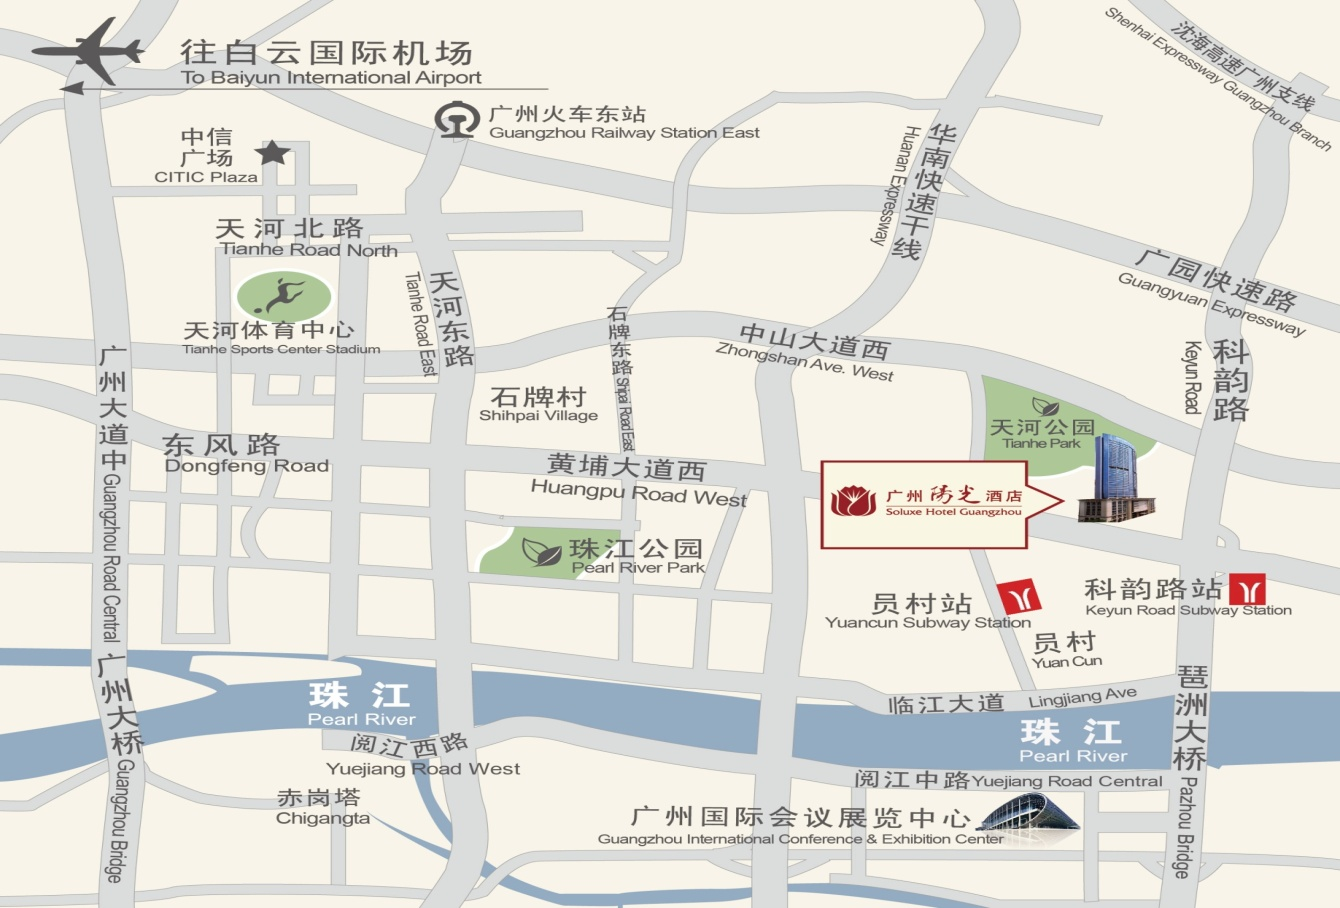 往白云国际机场
To Baiyun International Airport
沈海高速广州支线
Shenhai Expressway Guangzhou Branch
广州火车东站
Guangzhou Railway Station East
中信
广场
CITIC Plaza
华南快速干线
Huanan Expressway
天河北路
Tianhe Road North
广园快速路
Guangyuan Expressway
天河东路
Tianhe Road East
天河体育中心
Tianhe Sports Center Stadium
石牌东路
Shipai Road East
中山大道西
Zhongshan Ave. West
科韵路
Keyun Road
广州大道中
Guangzhou Road Central
石牌村
Shihpai Village
天河公园
Tianhe Park
东风路
Dongfeng Road
黄埔大道西
Huangpu Road West
广州陽光酒店
Soluxe Hotel Guangzhou
珠江公园
Pearl River Park
员村站
Yuancun Subway Station
科韵路站
Keyun Road Subway Station
员村
Yuan Cun
广州大桥
Guangzhou Bridge
珠江
Pearl River
临江大道
Lingjiang Ave
琶洲大桥
Pazhou Bridge
珠江
Pearl River
阅江西路
Yuejiang Road West
阅江中路
Yuejiang Road Central
赤岗塔
Chigangta
广州国际会议展览中心
Guangzhou International Conference & Exhibition Center